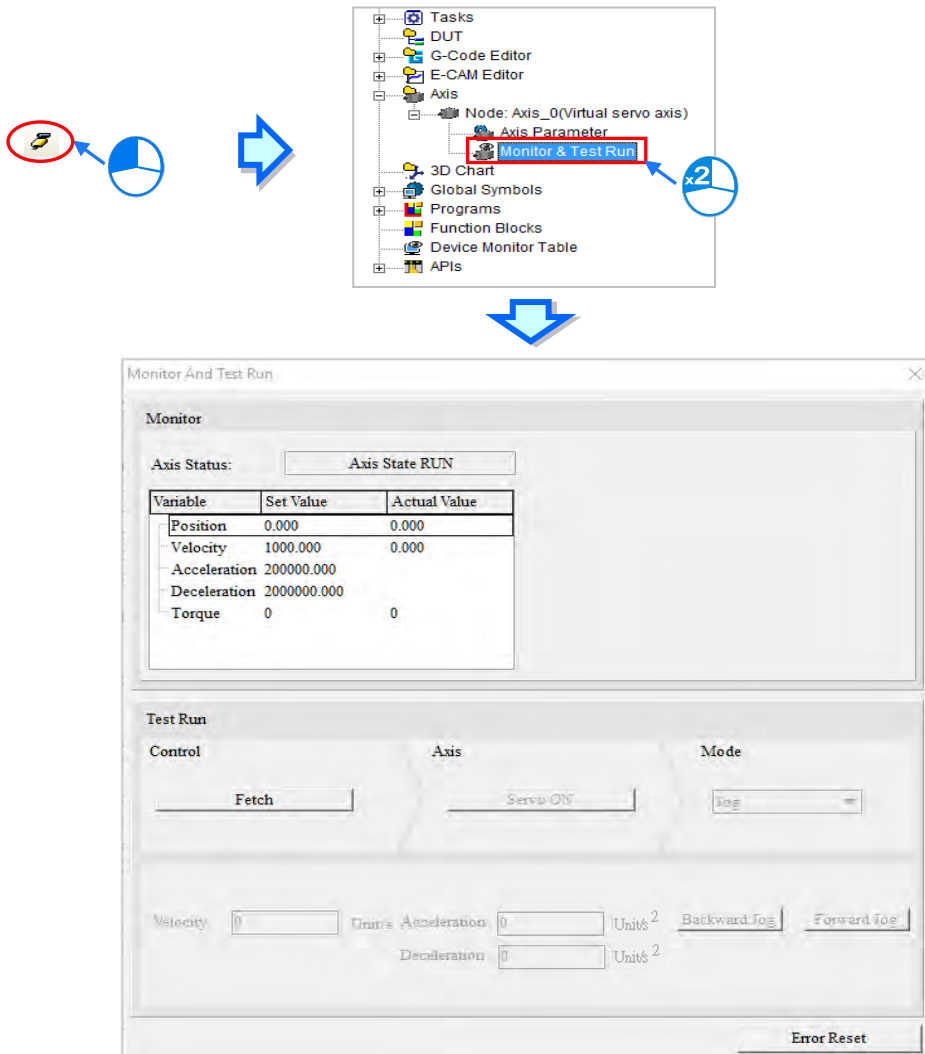 Tasks
DUT
G-Code Editor
E-CAM Editor
Axis
Node: Axis_0(Virtual servo axis)
Axis Parameter
Monitor & Test Run
x2
3D Chart
Global Symbols
Programs
Function Blocks
Device Monitor Table
APIs
Monitor And Test Run
Monitor
Axis Status: Axis State RUN
Variable Set Value Actual Value
Position 0.000 0.000
Velocity 1000.000 0.000
Acceleration 200000.000
Deceleration 2000000.000
Torque 0 0
Test Run
Control Axis Mode
Fetch Servo ON Jog
Velocity 0 Unit/s Acceleration 0 Unit/s 2 Backward Jog Forward Jog
Deceleration 0 Unit/s 2
Error Reset